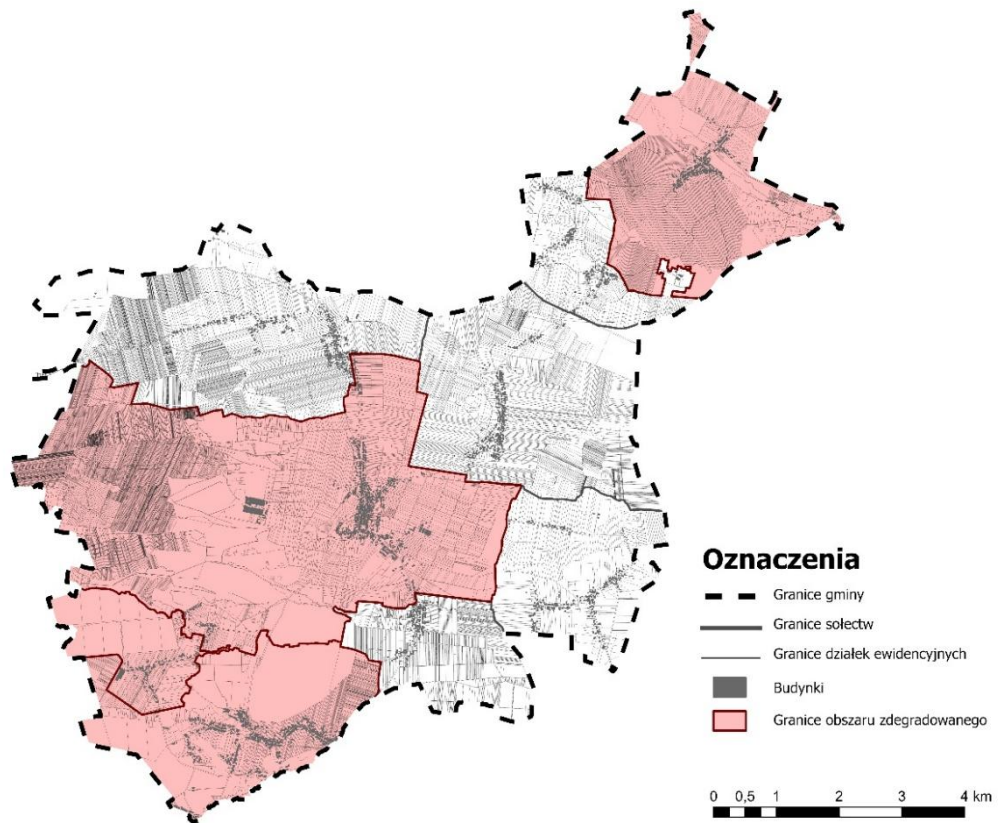 Oznaczenia
Granice gminy
Granice sołectw
Granice działek ewidencyjnych
Budynki
Granice obszaru zdegradowanego
0 0,5 1 2 3 4 km